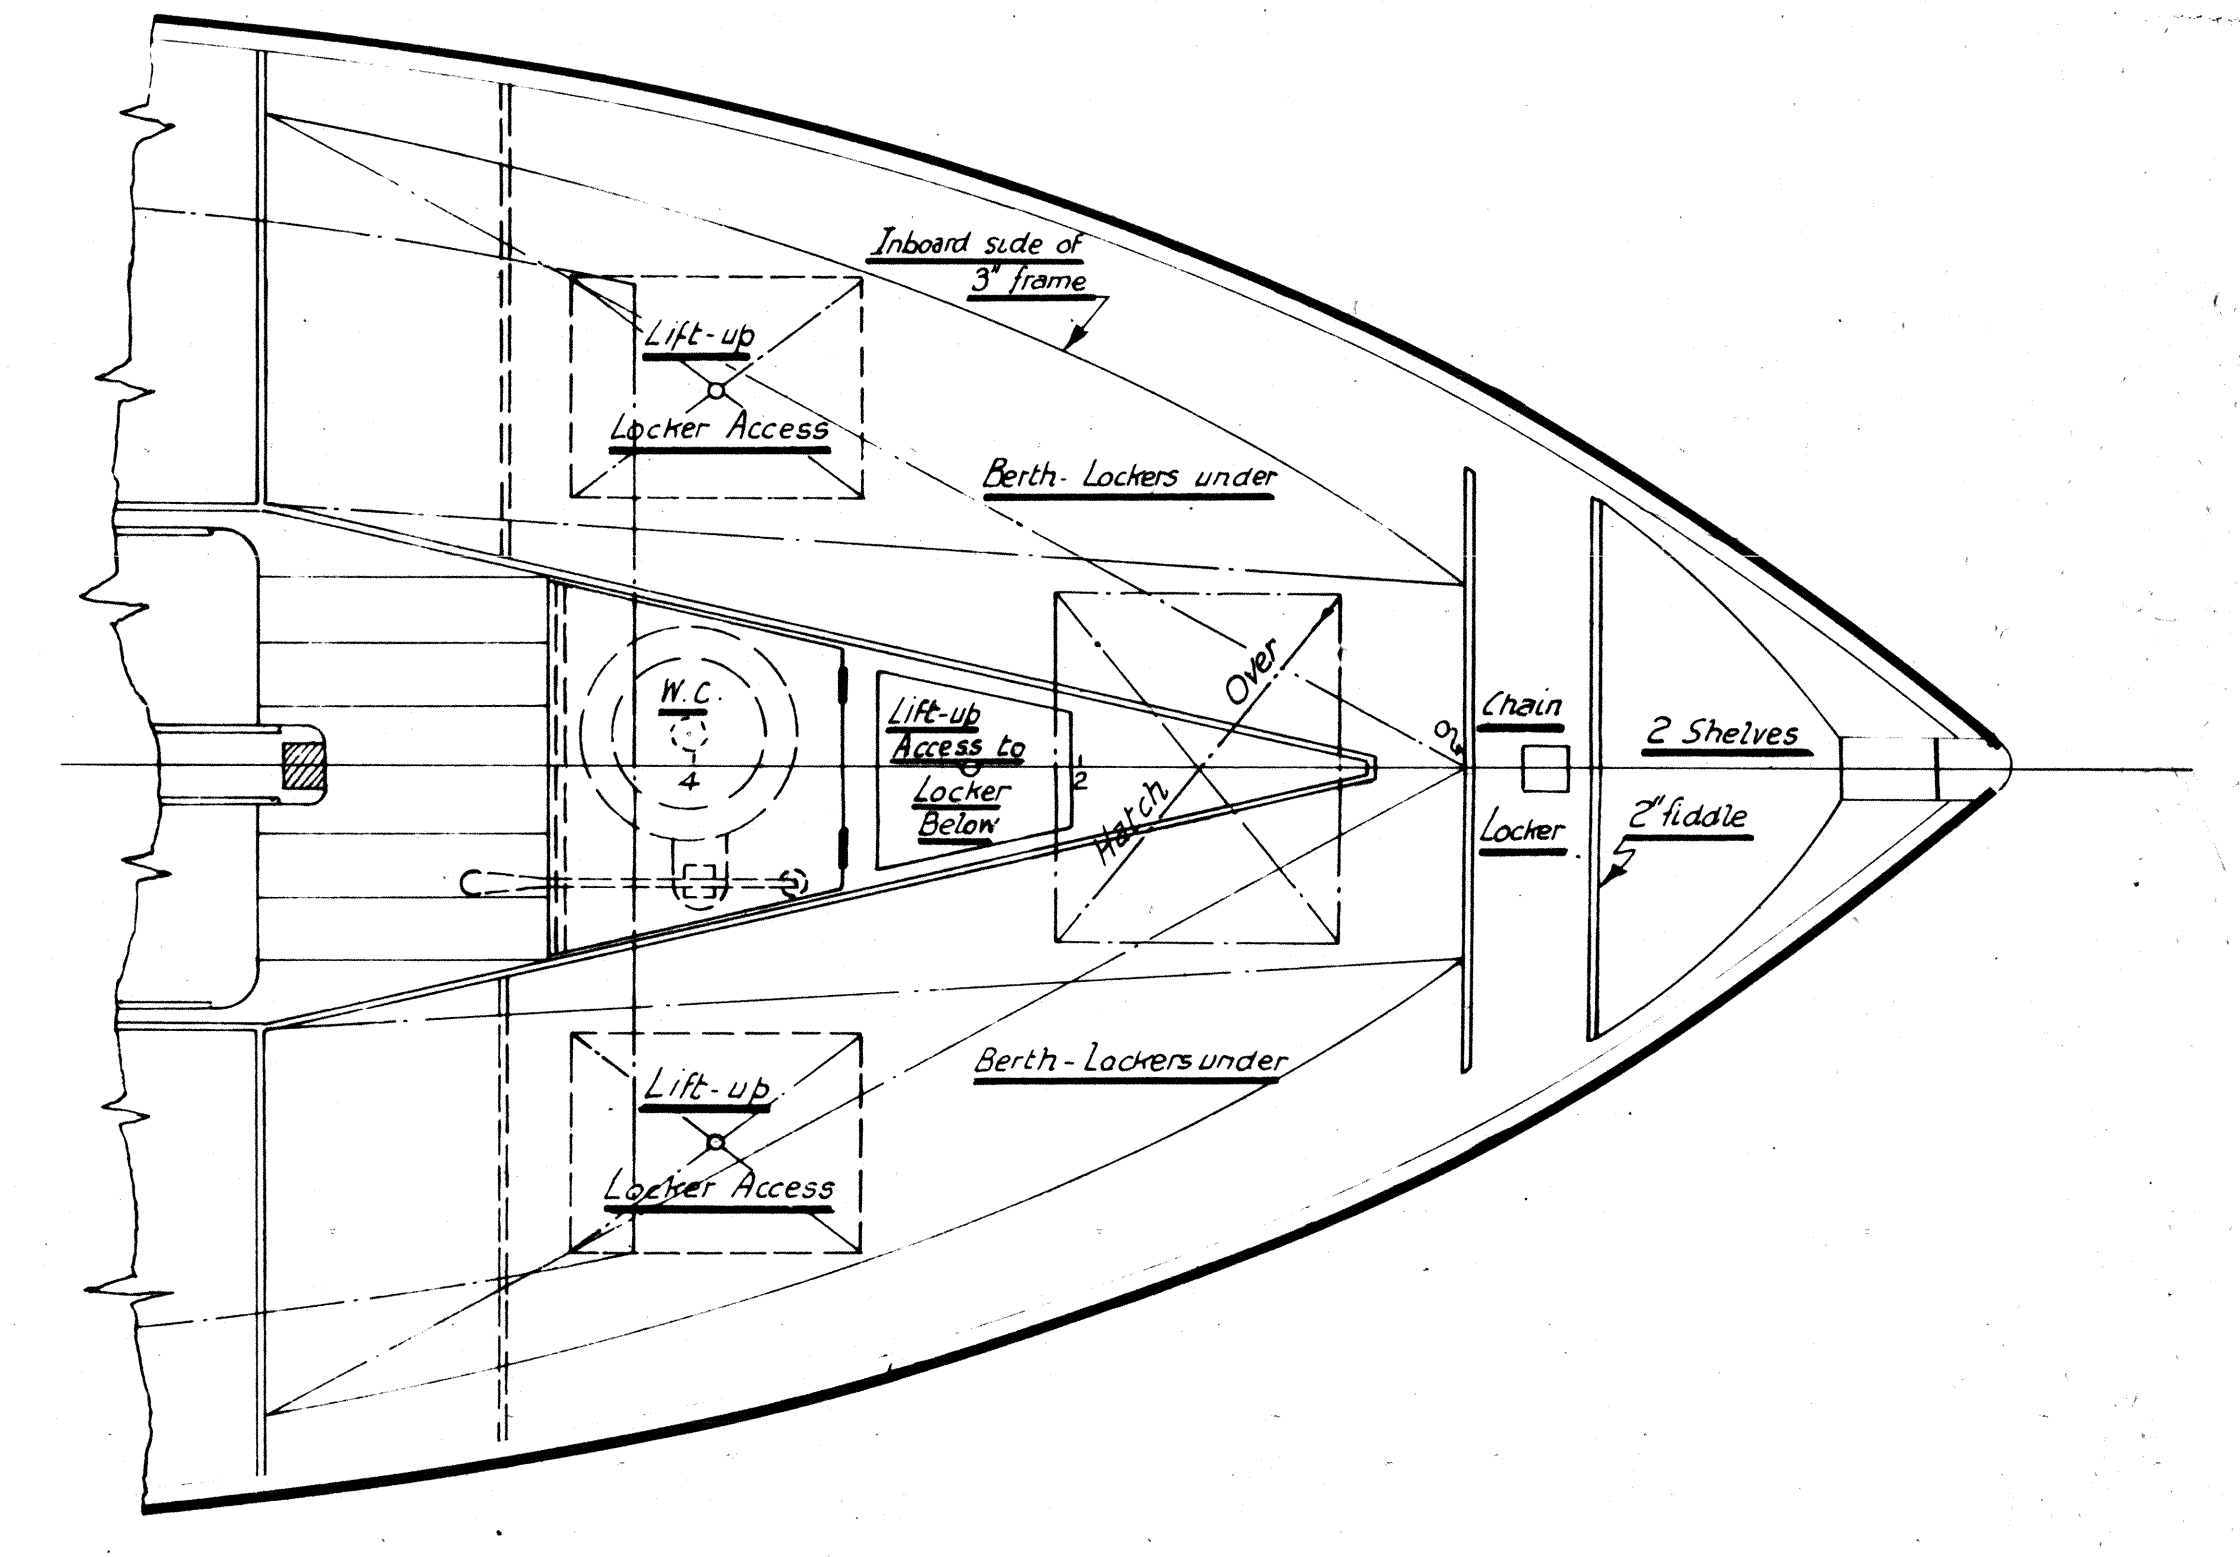 Inboard side of
3" frame
Lift-up
Locker Access
Berth-Lockers under
W.C.
4
Lift-up
Access to
Locker
Below
1/2
Hatch Over
Chain
Locker
2 Shelves
2" fiddle
Berth-Lockers under
Lift-up
Locker Access